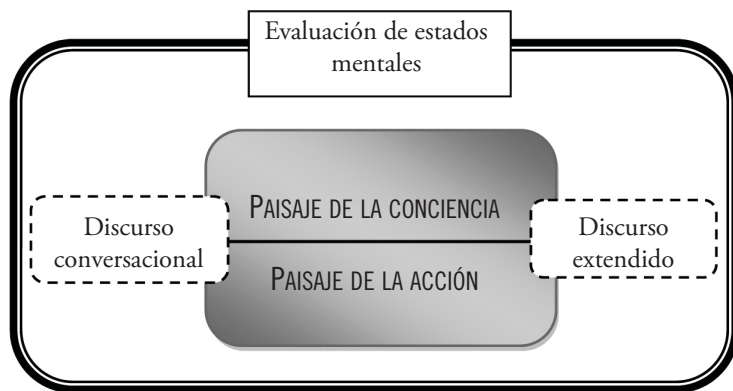 Evaluación de estados
mentales
PAISAJE DE LA CONCIENCIA
Discurso
conversacional
Discurso
extendido
PAISAJE DE LA ACCIÓN